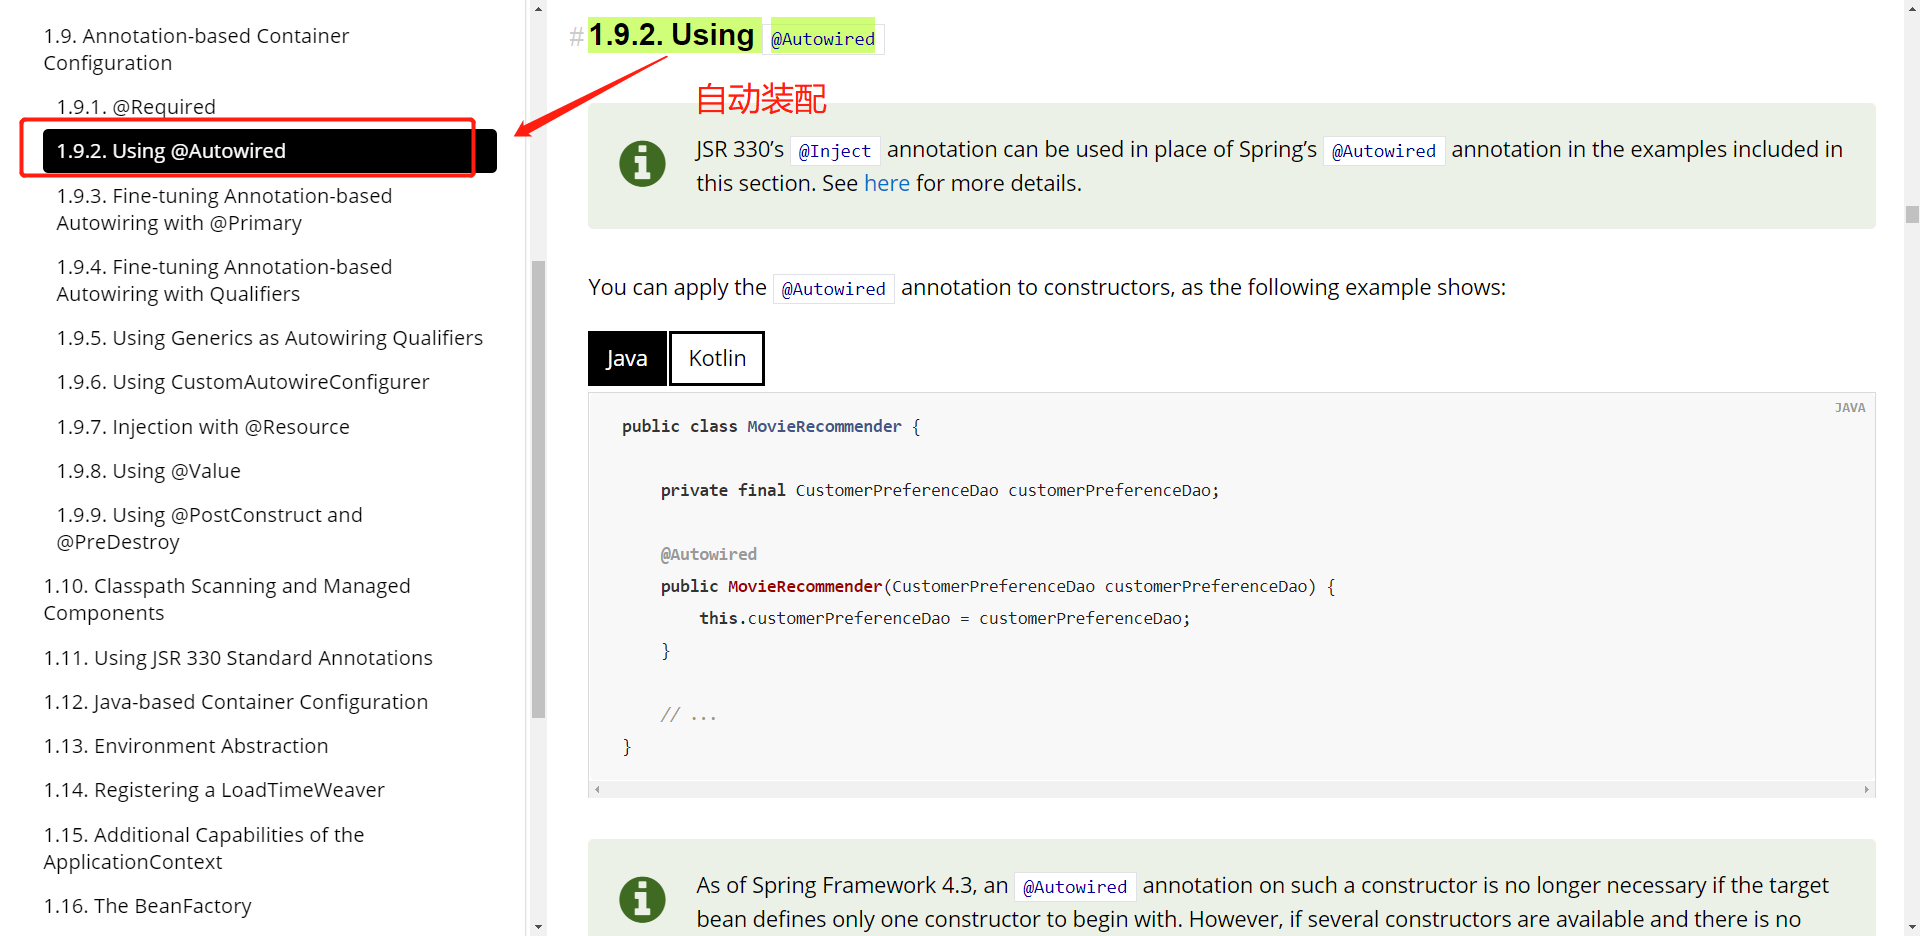 1.9. Annotation-based Container
Configuration
1.9.1. @Required
1.9.2. Using @Autowired
1.9.3. Fine-tuning Annotation-based
Autowiring with @Primary
1.9.4. Fine-tuning Annotation-based
Autowiring with Qualifiers
1.9.5. Using Generics as Autowiring Qualifiers
1.9.6. Using CustomAutowireConfigurer
1.9.7. Injection with @Resource
1.9.8. Using @Value
1.9.9. Using @PostConstruct and
@PreDestroy
1.10. Classpath Scanning and Managed
Components
1.11. Using JSR 330 Standard Annotations
1.12. Java-based Container Configuration
1.13. Environment Abstraction
1.14. Registering a LoadTimeWeaver
1.15. Additional Capabilities of the
ApplicationContext
1.16. The BeanFactory
# 1.9.2. Using @Autowired
自动装配
JSR 330’s @Inject annotation can be used in place of Spring’s @Autowired annotation in the examples included in
this section. See here for more details.
You can apply the @Autowired annotation to constructors, as the following example shows:
Java Kotlin
JAVA
public class MovieRecommender {
private final CustomerPreferenceDao customerPreferenceDao;
@Autowired
public MovieRecommender(CustomerPreferenceDao customerPreferenceDao) {
this.customerPreferenceDao = customerPreferenceDao;
}
// ...
}
As of Spring Framework 4.3, an @Autowired annotation on such a constructor is no longer necessary if the target
bean defines only one constructor to begin with. However, if several constructors are available and there is no